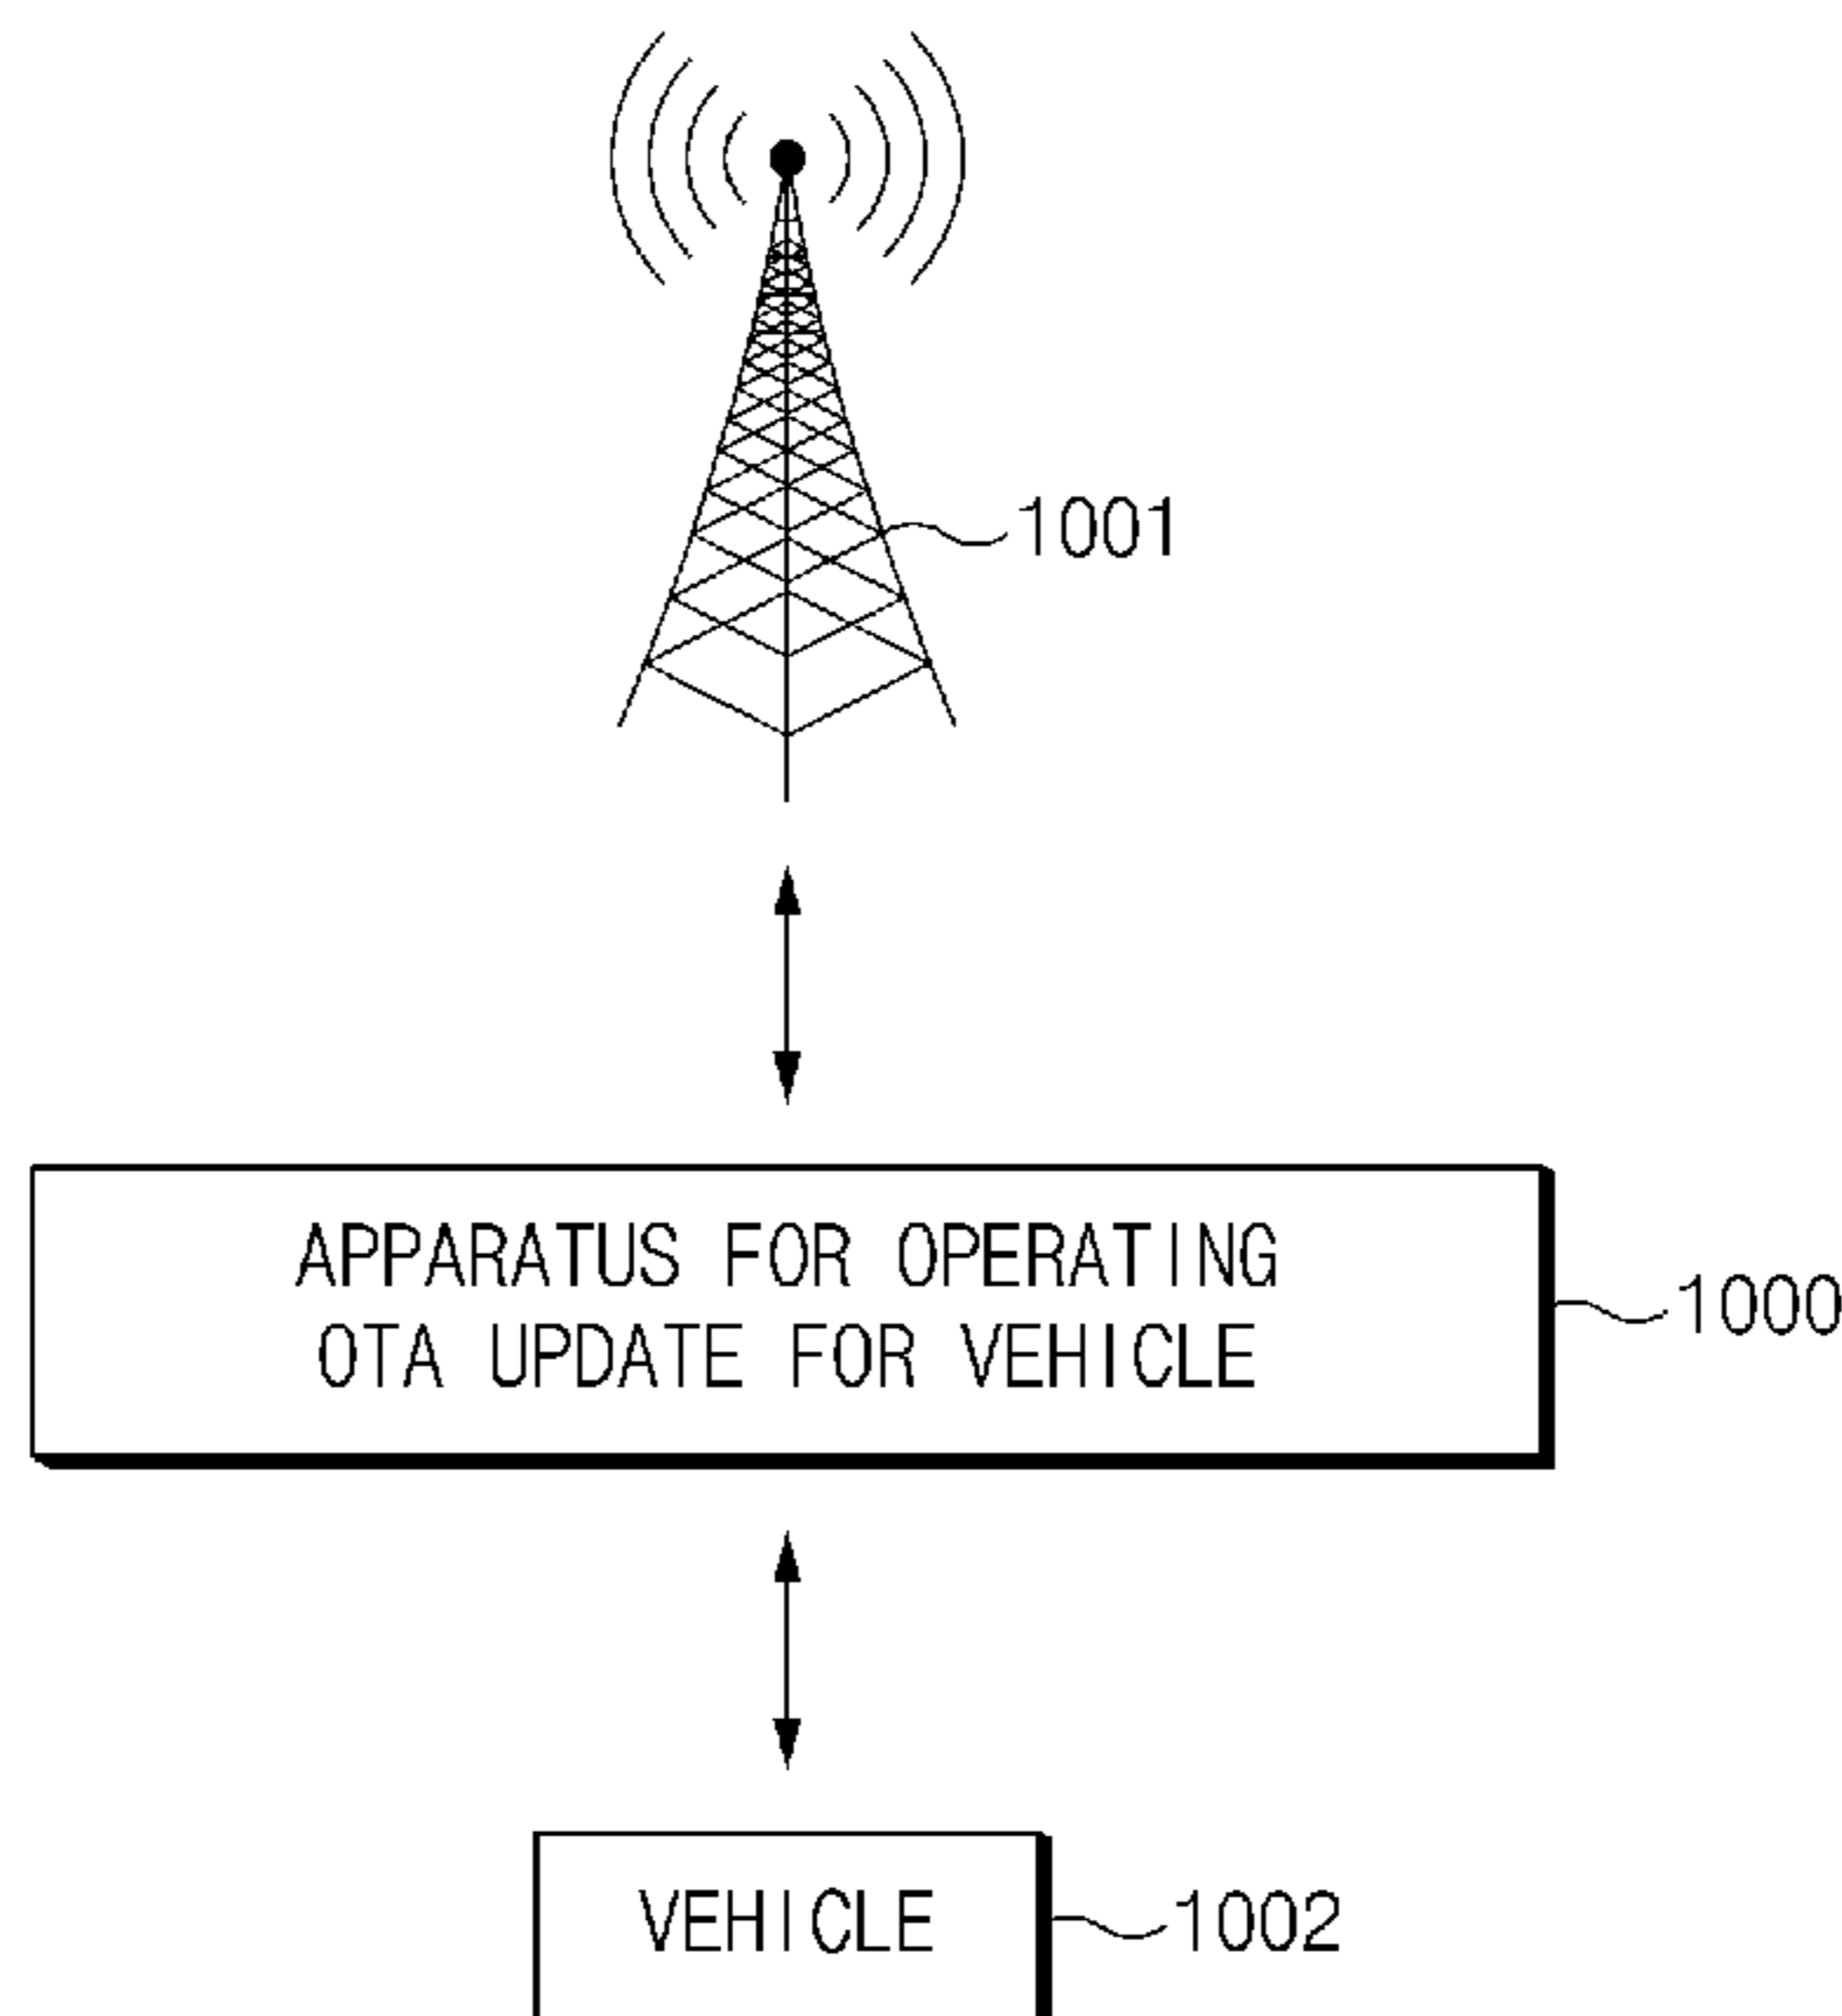 1001
APPARATUS FOR OPERATING
OTA UPDATE FOR VEHICLE
1000
VEHICLE
1002